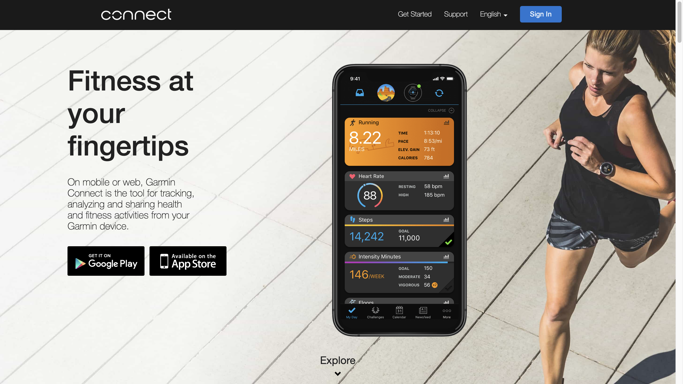 connect
Get Started
Support
English
Sign In
Fitness at
your
fingertips
On mobile or web, Garmin
Connect is the tool for tracking,
analyzing and sharing health
and fitness activities from your
Garmin device.
GET IT ON
Google Play
Available on the
App Store
9:41
COLLAPSE
Running
8.22
MILES
TIME 1:13:10
PACE 8:53/mi
ELEV. GAIN 73 ft
CALORIES 784
Heart Rate
88
RESTING 58 bpm
HIGH 185 bpm
Steps
14,242
GOAL
11,000
Intensity Minutes
146/WEEK
GOAL 150
MODERATE 34
VIGOROUS 56
Floors
My Day
Challenges
Calendar
Newsfeed
More
Explore